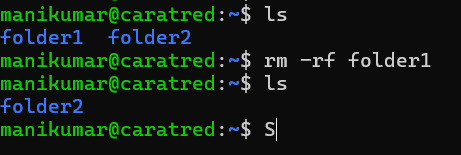 manikumar@caratred:~$ ls
folder1  folder2
manikumar@caratred:~$ rm -rf folder1
manikumar@caratred:~$ ls
folder2
manikumar@caratred:~$ S